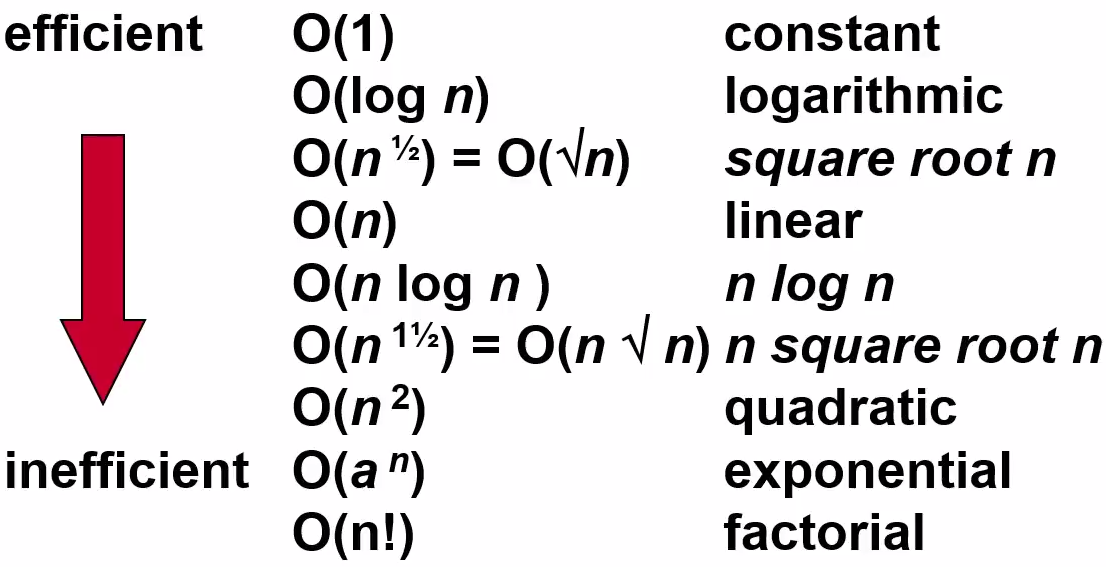 efficient O(1) constant
O(log n) logarithmic
O(n ½) = O(√n) square root n
O(n) linear
O(n log n ) n log n
O(n 1½) = O(n √ n) n square root n
O(n 2) quadratic
inefficient O(a n) exponential
O(n!) factorial